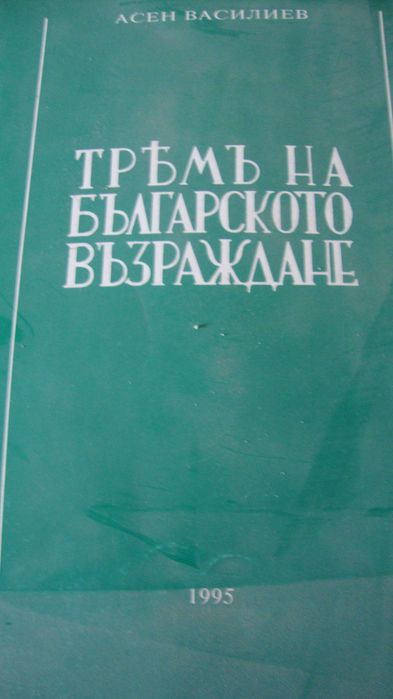 АСЕН ВАСИЛИЕВ
ТРѢМЪ НА
БЪЛГАРСКОТО
ВЪЗРАЖДАНЕ
1995